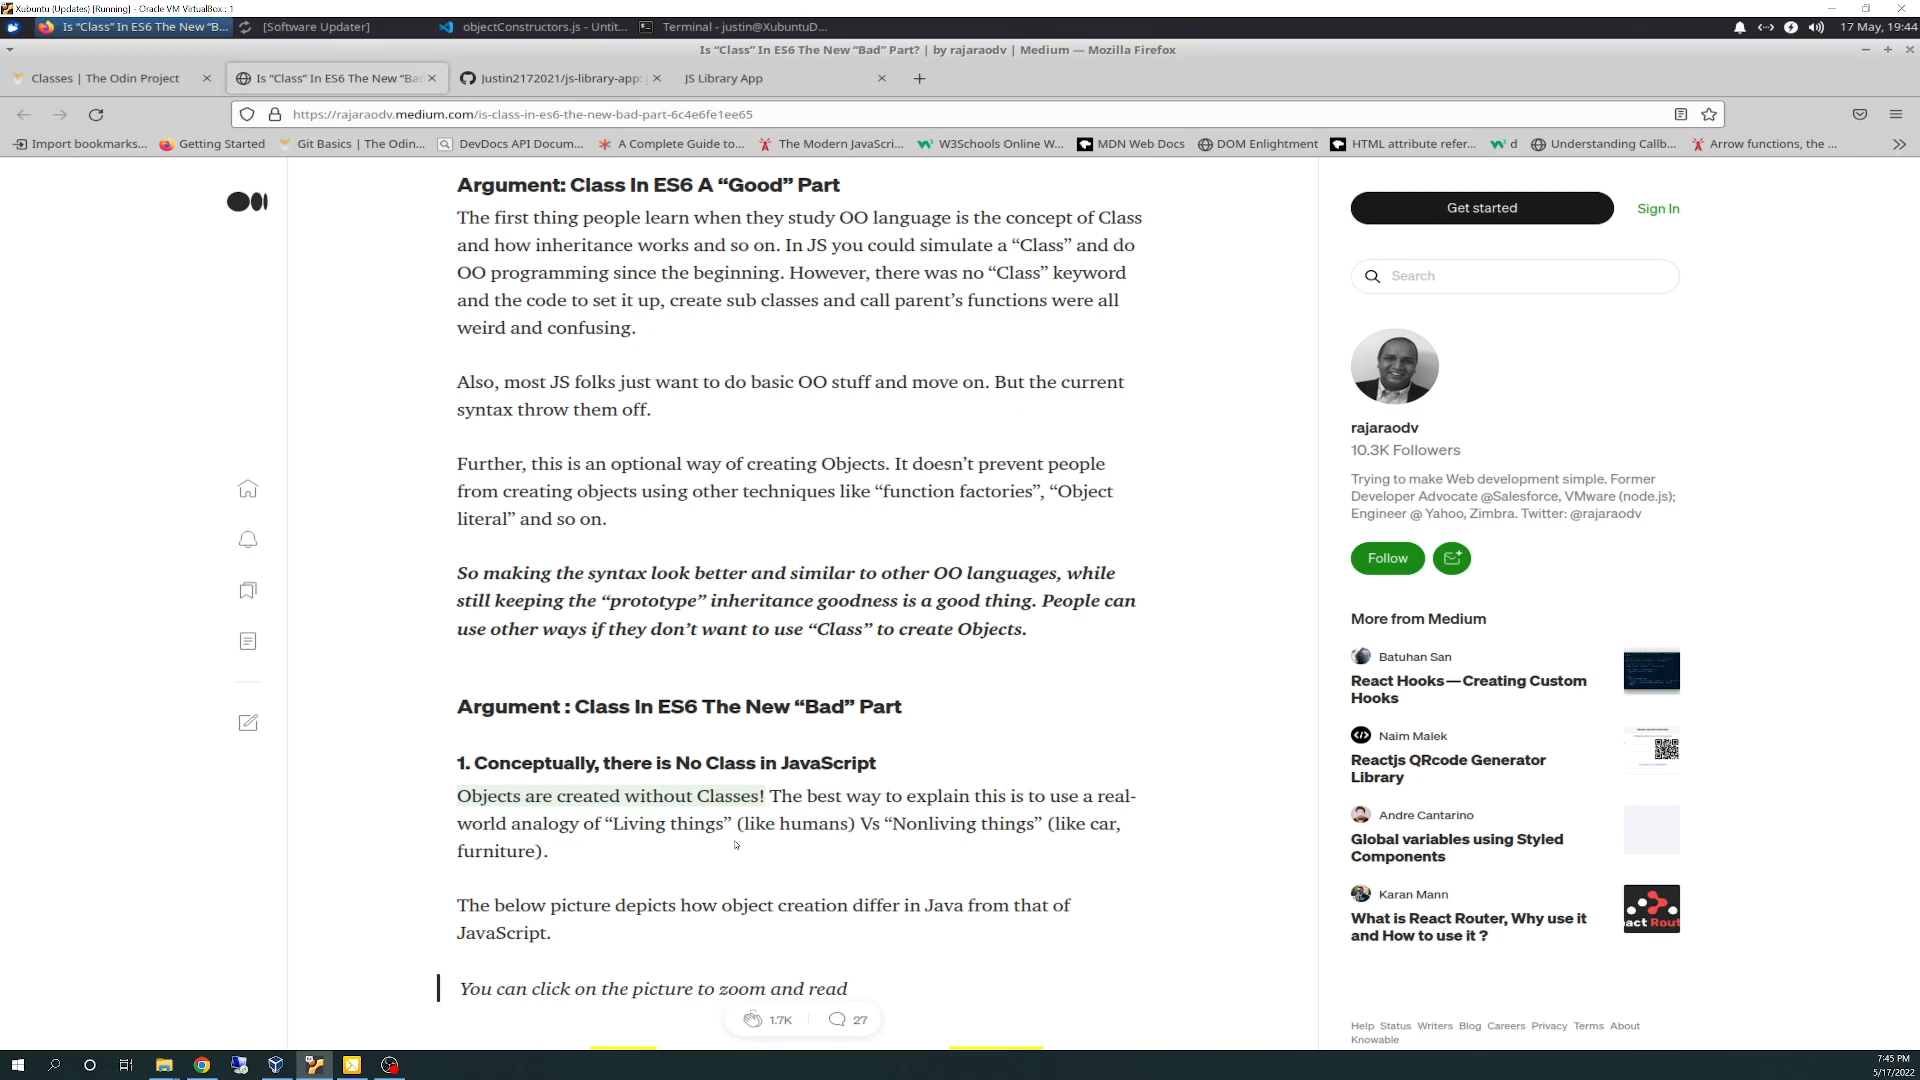 Xubuntu (Updates) [Running] - Oracle VM VirtualBox : 1
Is “Class” In ES6 The New “B...
[Software Updater]
objectConstructors.js - Untit...
Terminal - justin@XubuntuD...
17 May, 19:44
Is “Class” In ES6 The New “Bad” Part? | by rajaraodv | Medium — Mozilla Firefox
Classes | The Odin Project
Is “Class” In ES6 The New “Bad
Justin2172021/js-library-app: J
JS Library App
https://rajaraodv.medium.com/is-class-in-es6-the-new-bad-part-6c4e6fe1ee65
Import bookmarks...
Getting Started
Git Basics | The Odin...
DevDocs API Docum...
A Complete Guide to...
The Modern JavaScri...
W3Schools Online W...
MDN Web Docs
DOM Enlightment
HTML attribute refer...
d
Understanding Callb...
Arrow functions, the ...
Argument: Class In ES6 A “Good” Part
The first thing people learn when they study OO language is the concept of Class
and how inheritance works and so on. In JS you could simulate a “Class” and do
OO programming since the beginning. However, there was no “Class” keyword
and the code to set it up, create sub classes and call parent’s functions were all
weird and confusing.
Also, most JS folks just want to do basic OO stuff and move on. But the current
syntax throw them off.
Further, this is an optional way of creating Objects. It doesn’t prevent people
from creating objects using other techniques like “function factories”, “Object
literal” and so on.
So making the syntax look better and similar to other OO languages, while
still keeping the “prototype” inheritance goodness is a good thing. People can
use other ways if they don’t want to use “Class” to create Objects.
Argument : Class In ES6 The New “Bad” Part
1. Conceptually, there is No Class in JavaScript
Objects are created without Classes! The best way to explain this is to use a real-
world analogy of “Living things” (like humans) Vs “Nonliving things” (like car,
furniture).
The below picture depicts how object creation differ in Java from that of
JavaScript.
You can click on the picture to zoom and read
1.7K
27
Get started
Sign In
Search
rajaraodv
10.3K Followers
Trying to make Web development simple. Former
Developer Advocate @Salesforce, VMware (node.js);
Engineer @ Yahoo, Zimbra. Twitter: @rajaraodv
Follow
More from Medium
Batuhan San
React Hooks — Creating Custom
Hooks
Naim Malek
Reactjs QRcode Generator
Library
Andre Cantarino
Global variables using Styled
Components
Karan Mann
What is React Router, Why use it
and How to use it ?
act Rout
Help Status Writers Blog Careers Privacy Terms About
Knowable
7:45 PM
5/17/2022